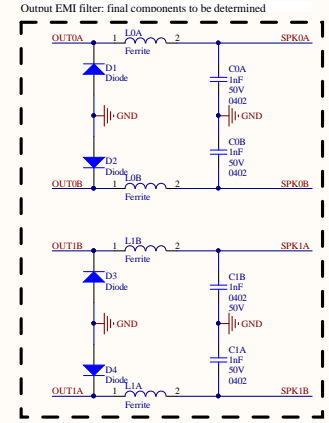 Output EMI filter: final components to be determined
L0A
OUT0A 1 2 SPK0A
Ferrite
D1
Diode
C0A
1nF
50V
0402
GND GND
D2
Diode
C0B
1nF
50V
0402
L0B
OUT0B 1 2 SPK0B
Ferrite
L1B
OUT1B 1 2 SPK1A
Ferrite
D3
Diode
C1B
1nF
0402
50V
GND GND
D4
Diode
C1A
1nF
50V
0402
L1A
OUT1A 1 2 SPK1B
Ferrite